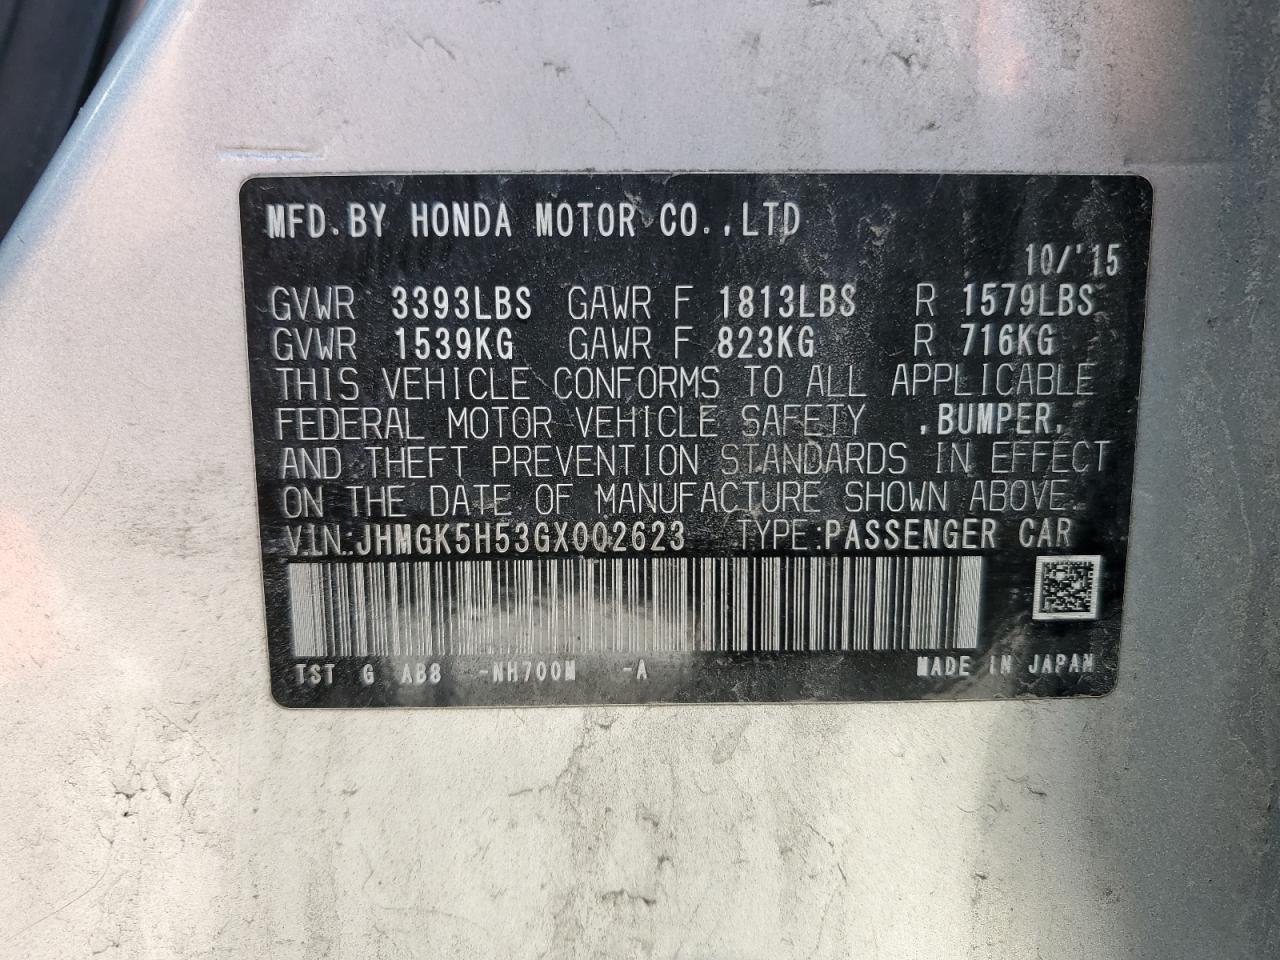 MFD. BY HONDA MOTOR CO.,LTD
10/'15
GVWR 3393LBS GAWR F 1813LBS R 1579LBS
GVWR 1539KG GAWR F 823KG R 716KG
THIS VEHICLE CONFORMS TO ALL APPLICABLE
FEDERAL MOTOR VEHICLE SAFETY ,BUMPER,
AND THEFT PREVENTION STANDARDS IN EFFECT
ON THE DATE OF MANUFACTURE SHOWN ABOVE.
V.I.N. JHMGK5H53GX002623 TYPE:PASSENGER CAR
TST G AB8 -NH700M -A MADE IN JAPAN